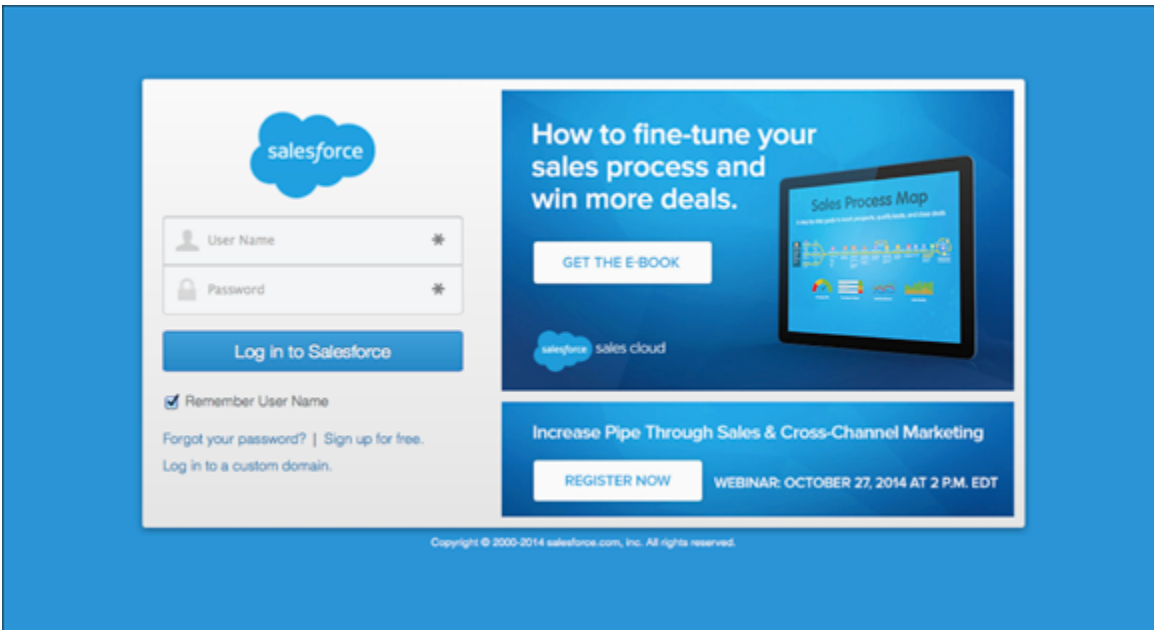 salesforce
User Name
Password
Log in to Salesforce
Remember User Name
Forgot your password? | Sign up for free.
Log in to a custom domain.
How to fine-tune your
sales process and
win more deals.
GET THE E-BOOK
salesforce sales cloud
Sales Process Map
Increase Pipe Through Sales & Cross-Channel Marketing
REGISTER NOW
WEBINAR: OCTOBER 27, 2014 AT 2 P.M. EDT
Copyright © 2000-2014 salesforce.com, inc. All rights reserved.